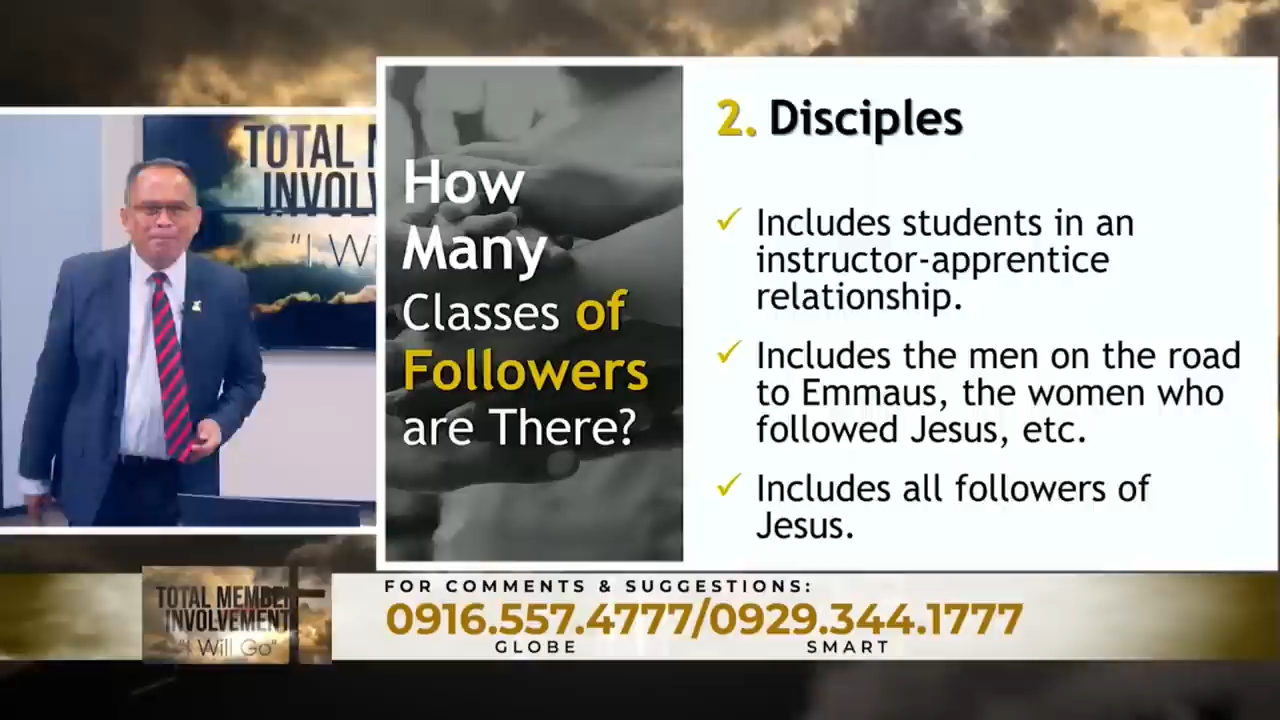 TOTAL
INVOL
"I Wi
How
Many
Classes of
Followers
are There?
2. Disciples
✓ Includes students in an
instructor-apprentice
relationship.
✓ Includes the men on the road
to Emmaus, the women who
followed Jesus, etc.
✓ Includes all followers of
Jesus.
TOTAL MEMBER
INVOLVEMENT
"I Will Go"
FOR COMMENTS & SUGGESTIONS:
0916.557.4777/0929.344.1777
GLOBE SMART